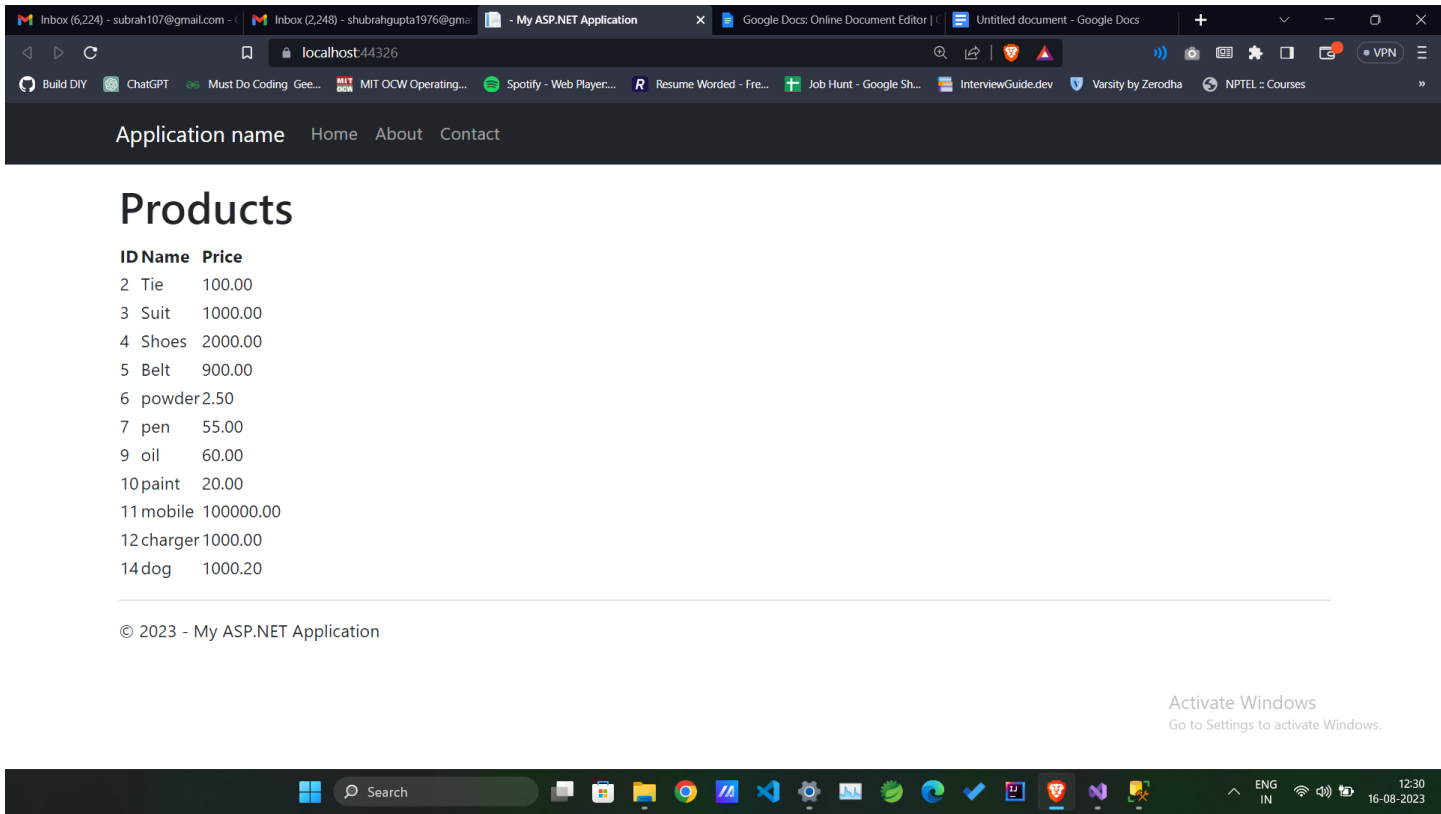 Inbox (6,224) - subrah107@gmail.com - (
Inbox (2,248) - shubrahgupta1976@gmai
- My ASP.NET Application
Google Docs: Online Document Editor | G
Untitled document - Google Docs
localhost:44326
VPN
Build DIY
ChatGPT
Must Do Coding Gee...
MIT OCW Operating...
Spotify - Web Player:...
Resume Worded - Fre...
Job Hunt - Google Sh...
InterviewGuide.dev
Varsity by Zerodha
NPTEL :: Courses
»
Application name Home About Contact
Products
ID Name Price
2 Tie 100.00
3 Suit 1000.00
4 Shoes 2000.00
5 Belt 900.00
6 powder 2.50
7 pen 55.00
9 oil 60.00
10 paint 20.00
11 mobile 100000.00
12 charger 1000.00
14 dog 1000.20
© 2023 - My ASP.NET Application
Activate Windows
Go to Settings to activate Windows.
Search
ENG
IN
12:30
16-08-2023